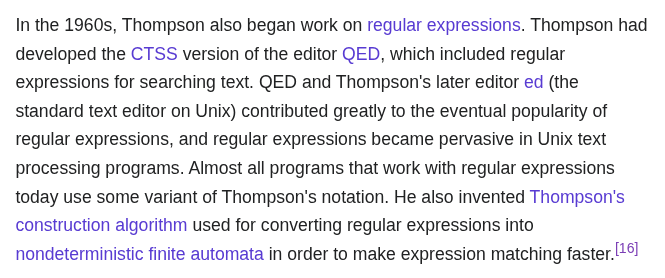 In the 1960s, Thompson also began work on regular expressions. Thompson had
developed the CTSS version of the editor QED, which included regular
expressions for searching text. QED and Thompson's later editor ed (the
standard text editor on Unix) contributed greatly to the eventual popularity of
regular expressions, and regular expressions became pervasive in Unix text
processing programs. Almost all programs that work with regular expressions
today use some variant of Thompson's notation. He also invented Thompson's
construction algorithm used for converting regular expressions into
nondeterministic finite automata in order to make expression matching faster.[16]